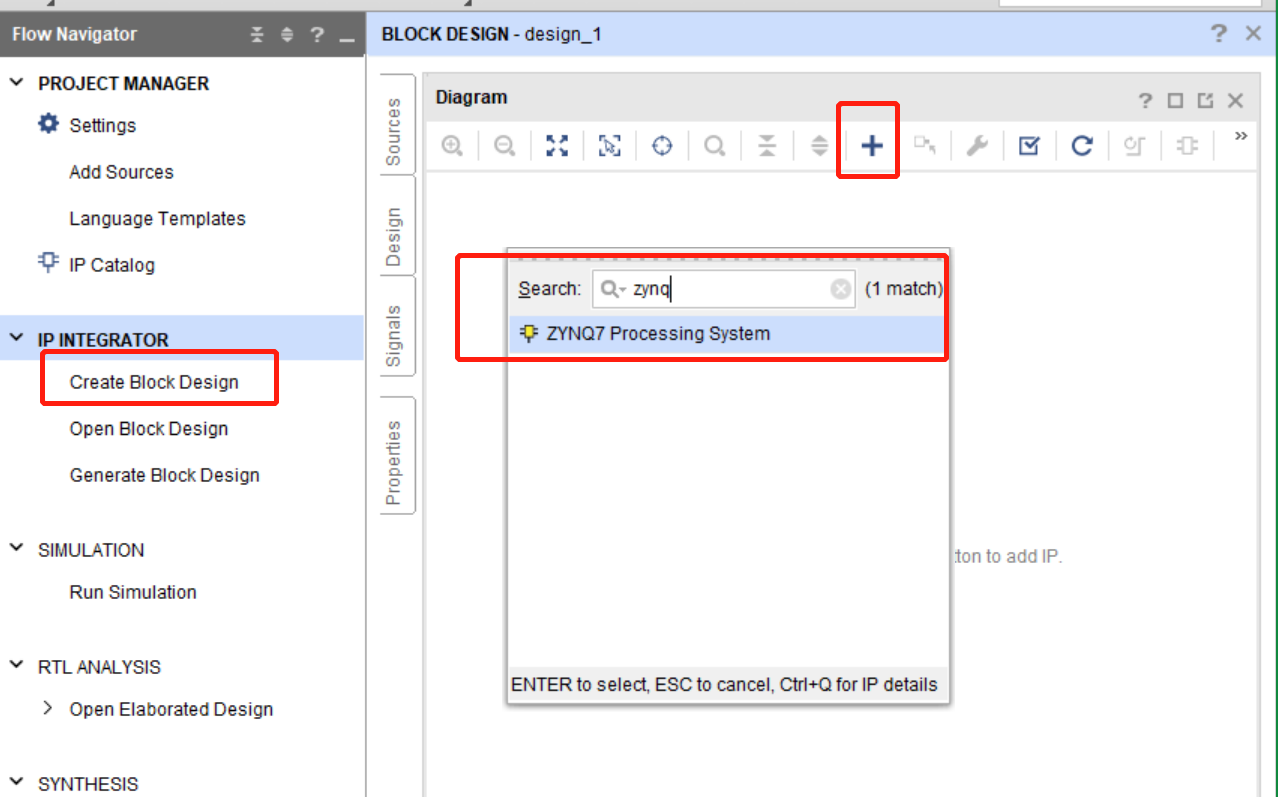 Flow Navigator
?
BLOCK DESIGN - design_1
?
PROJECT MANAGER
Settings
Add Sources
Language Templates
IP Catalog
IP INTEGRATOR
Create Block Design
Open Block Design
Generate Block Design
SIMULATION
Run Simulation
RTL ANALYSIS
Open Elaborated Design
SYNTHESIS
Sources
Design
Signals
Properties
Diagram
?
Search: zynq (1 match)
ZYNQ7 Processing System
to add IP.
ENTER to select, ESC to cancel, Ctrl+Q for IP details